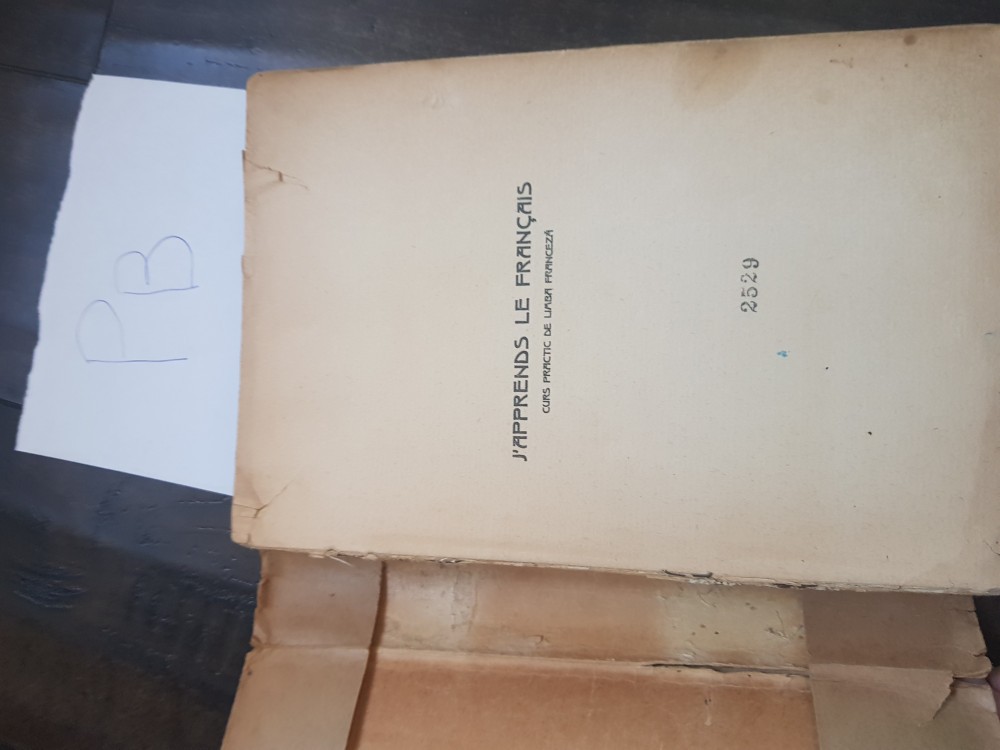 PB
J'APPRENDS LE FRANÇAIS
CURS PRACTIC DE LIMBA FRANCEZĂ
2529